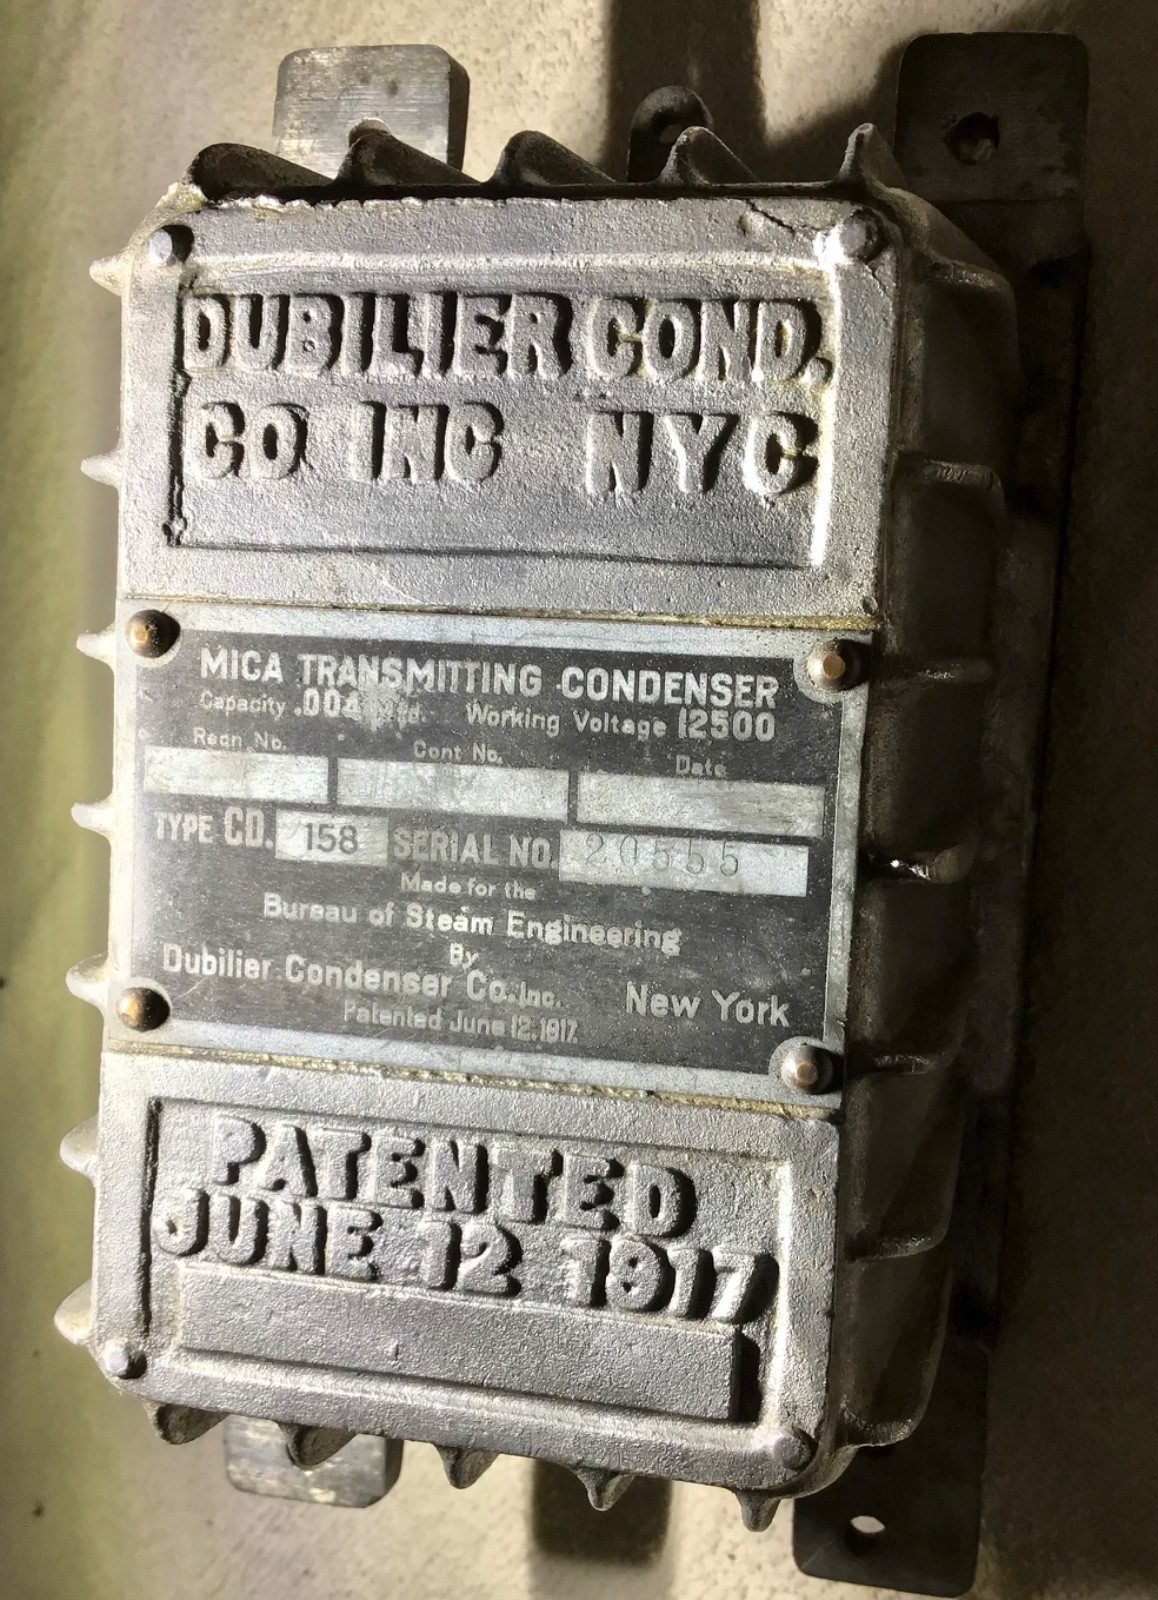 DUBILIER COND.
CO INC NYC
MICA TRANSMITTING CONDENSER
Capacity .004 Mfd. Working Voltage 12500
Reqn No. Cont No. Date
TYPE CD. 158 SERIAL NO. 20555
Made for the
Bureau of Steam Engineering
By
Dubilier Condenser Co. Inc. New York
Patented June 12, 1917.
PATENTED
JUNE 12 1917